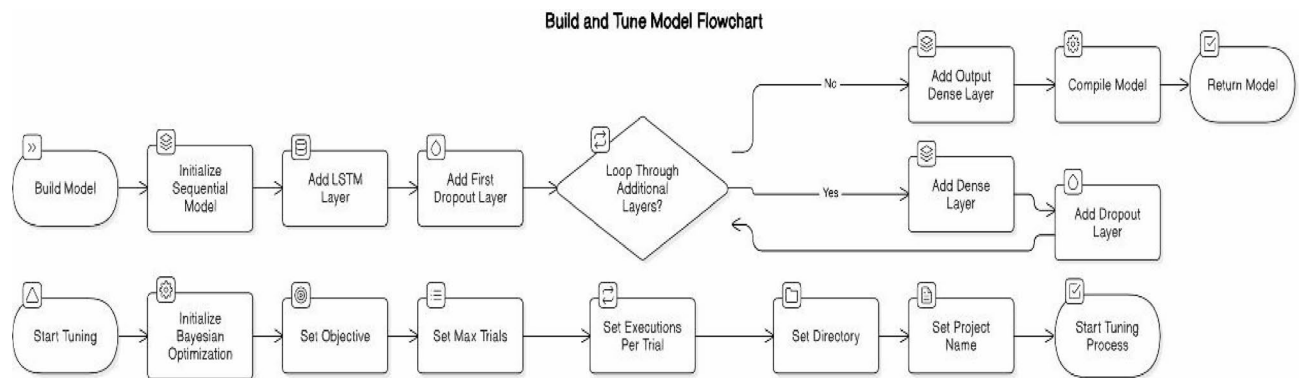 Build and Tune Model Flowchart
Build Model
Initialize
Sequential
Model
Add LSTM
Layer
Add First
Dropout Layer
Loop Through
Additional
Layers?
No
Add Output
Dense Layer
Compile Model
Return Model
Yes
Add Dense
Layer
Add Dropout
Layer
Start Tuning
Initialize
Bayesian
Optimization
Set Objective
Set Max Trials
Set Executions
Per Trial
Set Directory
Set Project
Name
Start Tuning
Process